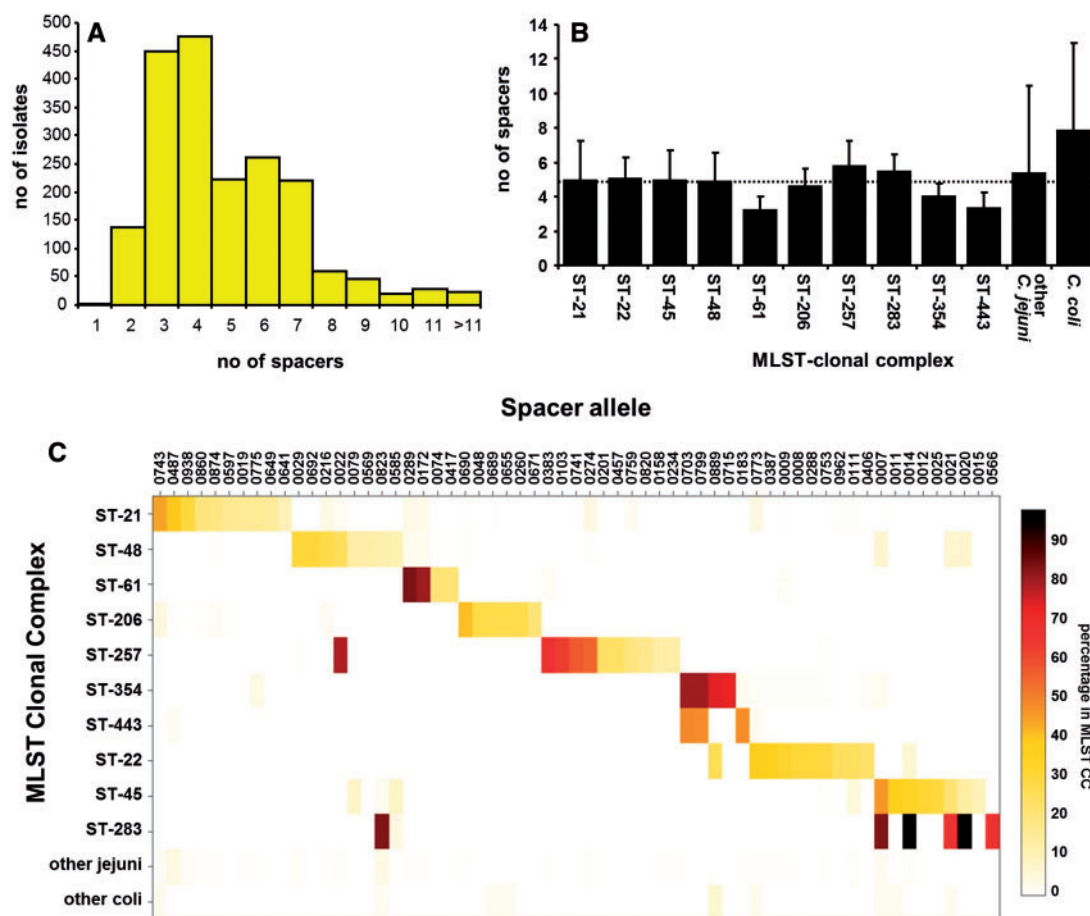 A
no of isolates
500
450
400
350
300
250
200
150
100
50
0
1 2 3 4 5 6 7 8 9 10 11 >11
no of spacers
B
no of spacers
14
12
10
8
6
4
2
0
ST-21
ST-22
ST-45
ST-48
ST-61
ST-206
ST-257
ST-283
ST-354
ST-443
other
C. jejuni
C. coli
MLST-clonal complex
C
Spacer allele
0743 0487 0938 0860 0874 0597 0019 0775 0649 0641 0029 0692 0216 0022 0079 0569 0823 0585 0289 0172 0074 0417 0690 0048 0689 0655 0260 0671 0383 0103 0741 0274 0201 0457 0759 0820 0158 0234 0703 0799 0889 0715 0183 0773 0387 0009 0008 0288 0753 0962 0111 0406 0007 0011 0014 0012 0025 0021 0020 0015 0566
MLST Clonal Complex
ST-21
ST-48
ST-61
ST-206
ST-257
ST-354
ST-443
ST-22
ST-45
ST-283
other jejuni
other coli
90
80
70
60
50
40
30
20
10
0
percentage in MLST CC